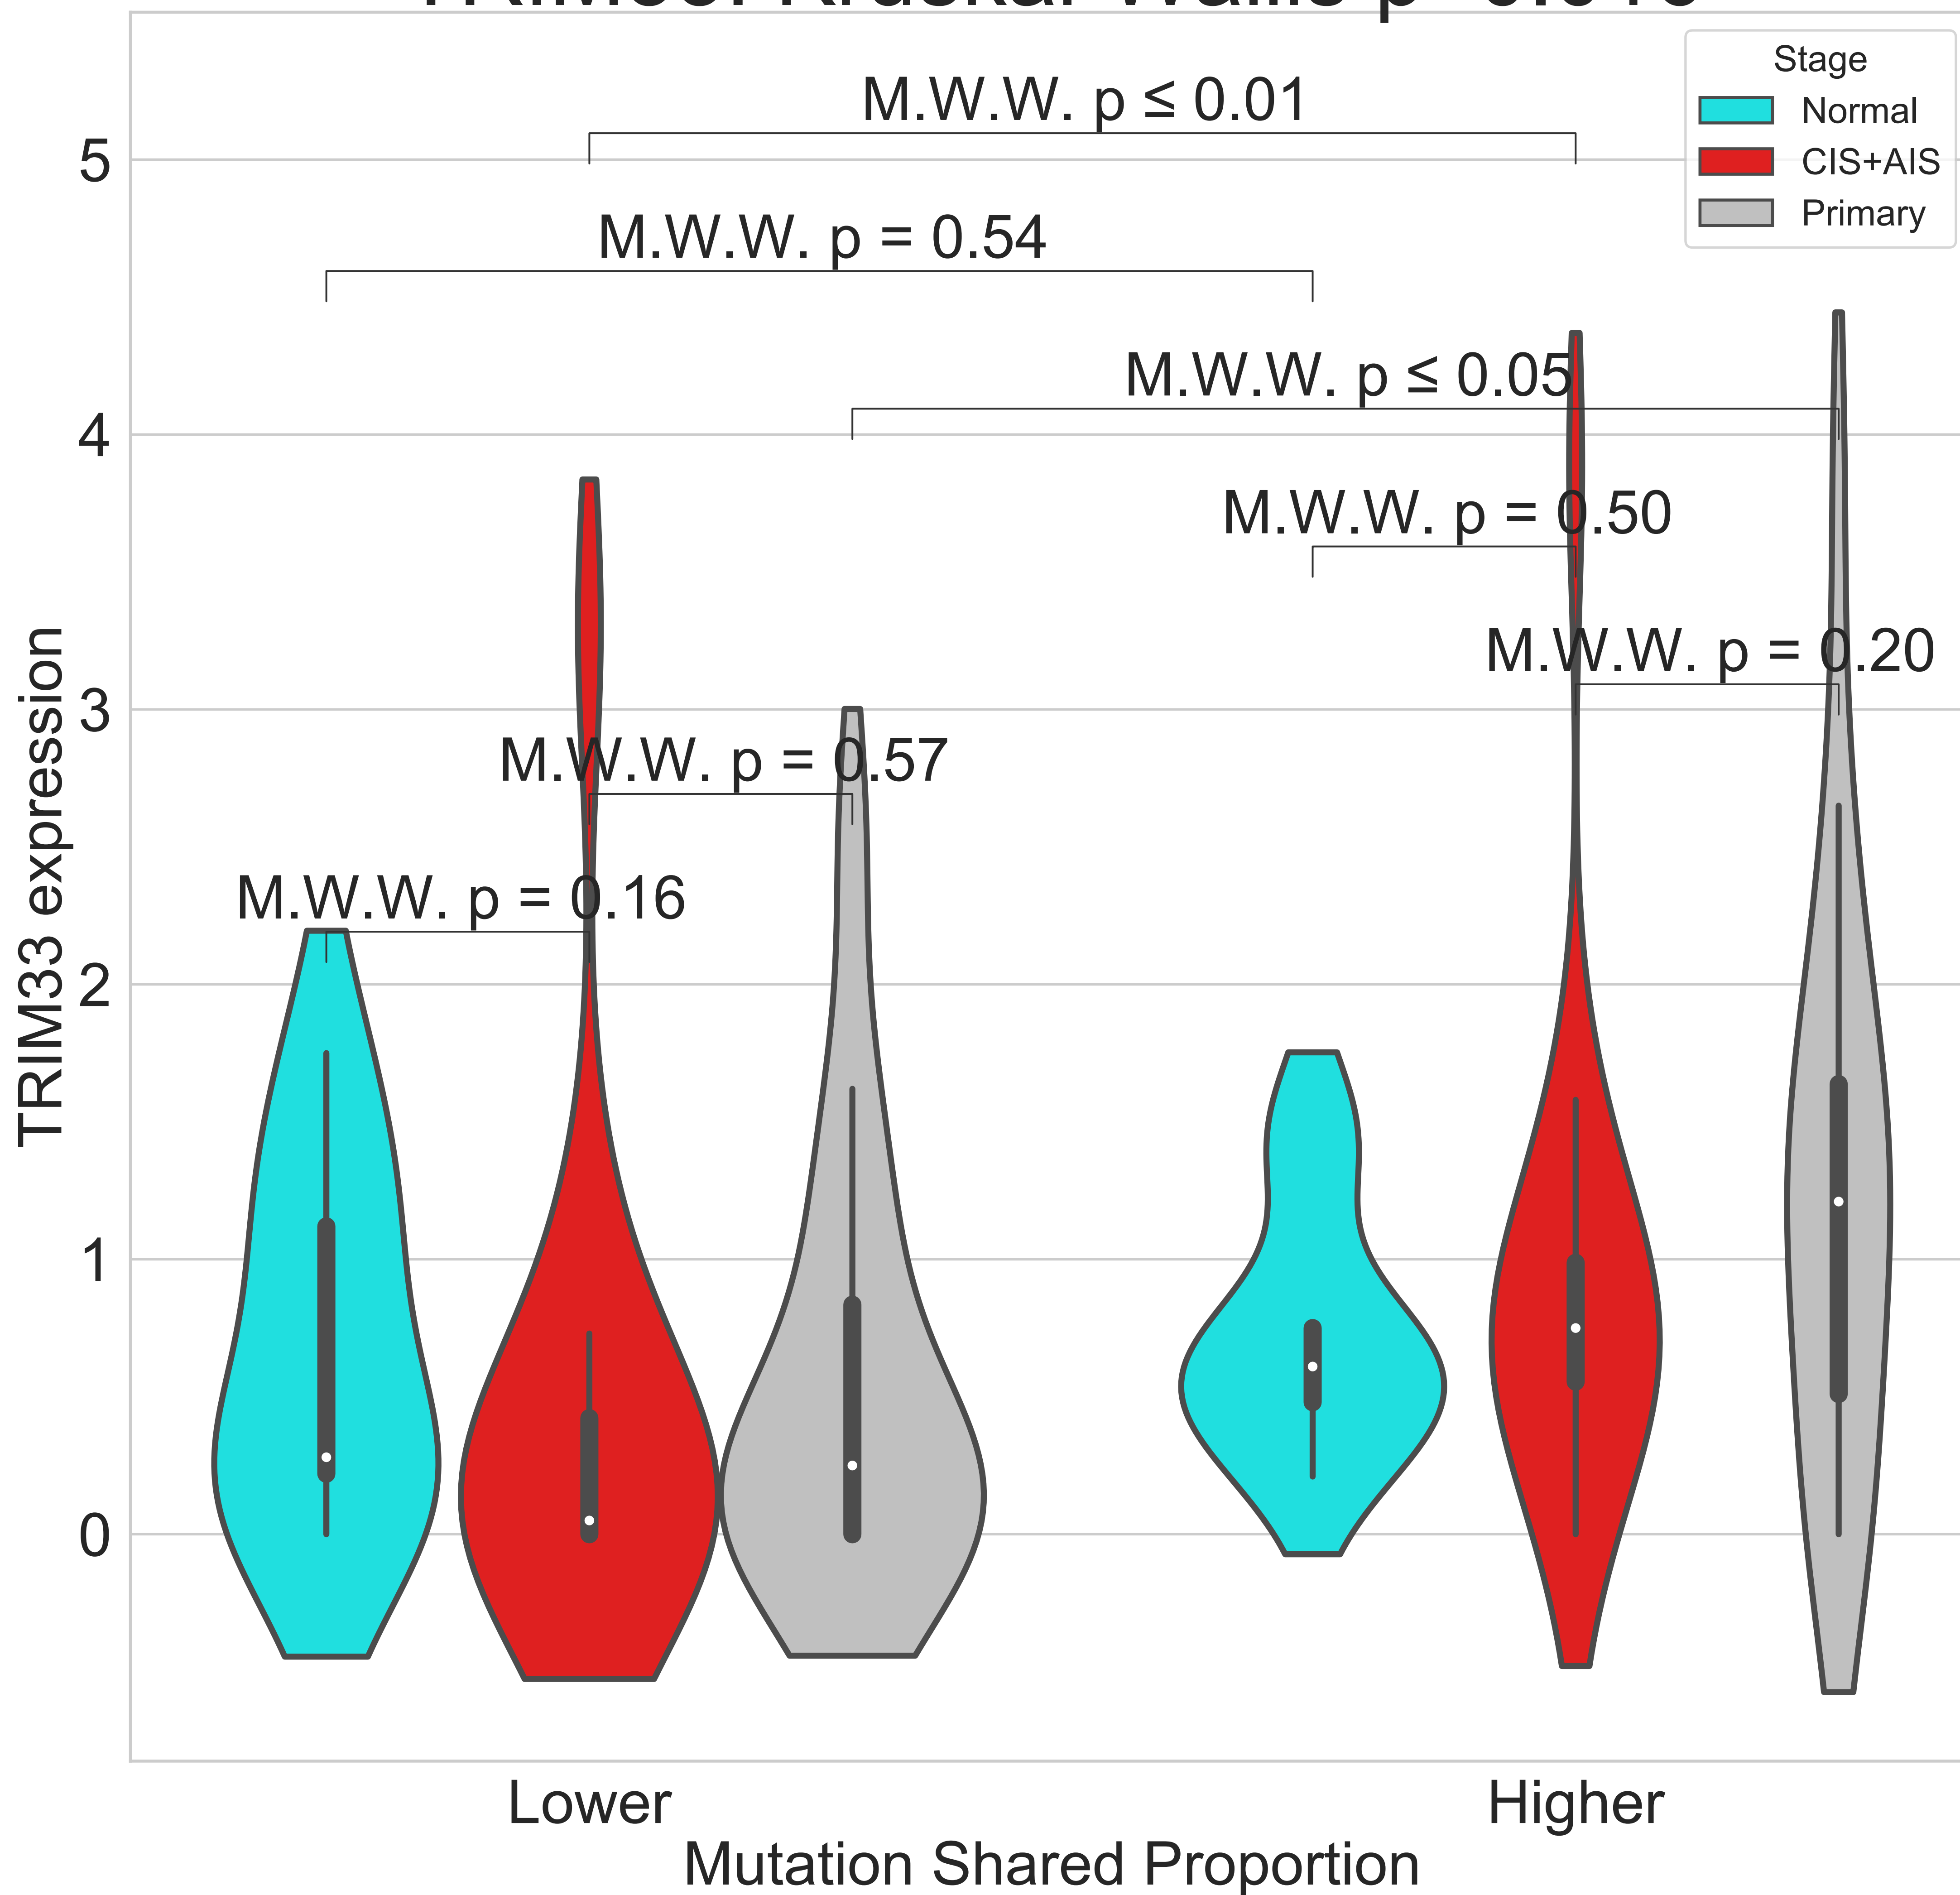 Stage
Normal
CIS+AIS
Primary
M.W.W. p ≤ 0.01
M.W.W. p = 0.54
M.W.W. p ≤ 0.05
M.W.W. p = 0.50
M.W.W. p = 0.20
M.W.W. p = 0.57
M.W.W. p = 0.16
5
4
3
2
1
0
TRIM33 expression
Lower
Higher
Mutation Shared Proportion